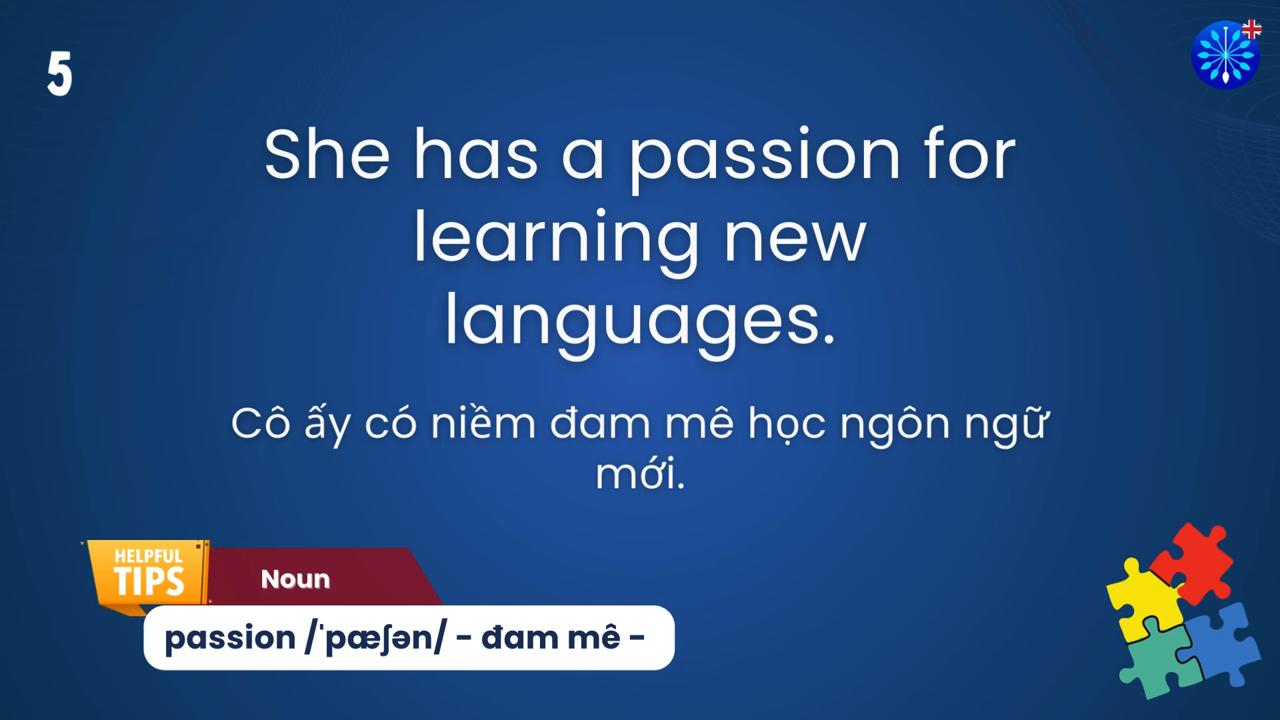 5
She has a passion for
learning new
languages.
Cô ấy có niềm đam mê học ngôn ngữ
mới.
HELPFUL
TIPS
Noun
passion /ˈpæʃən/ - đam mê -